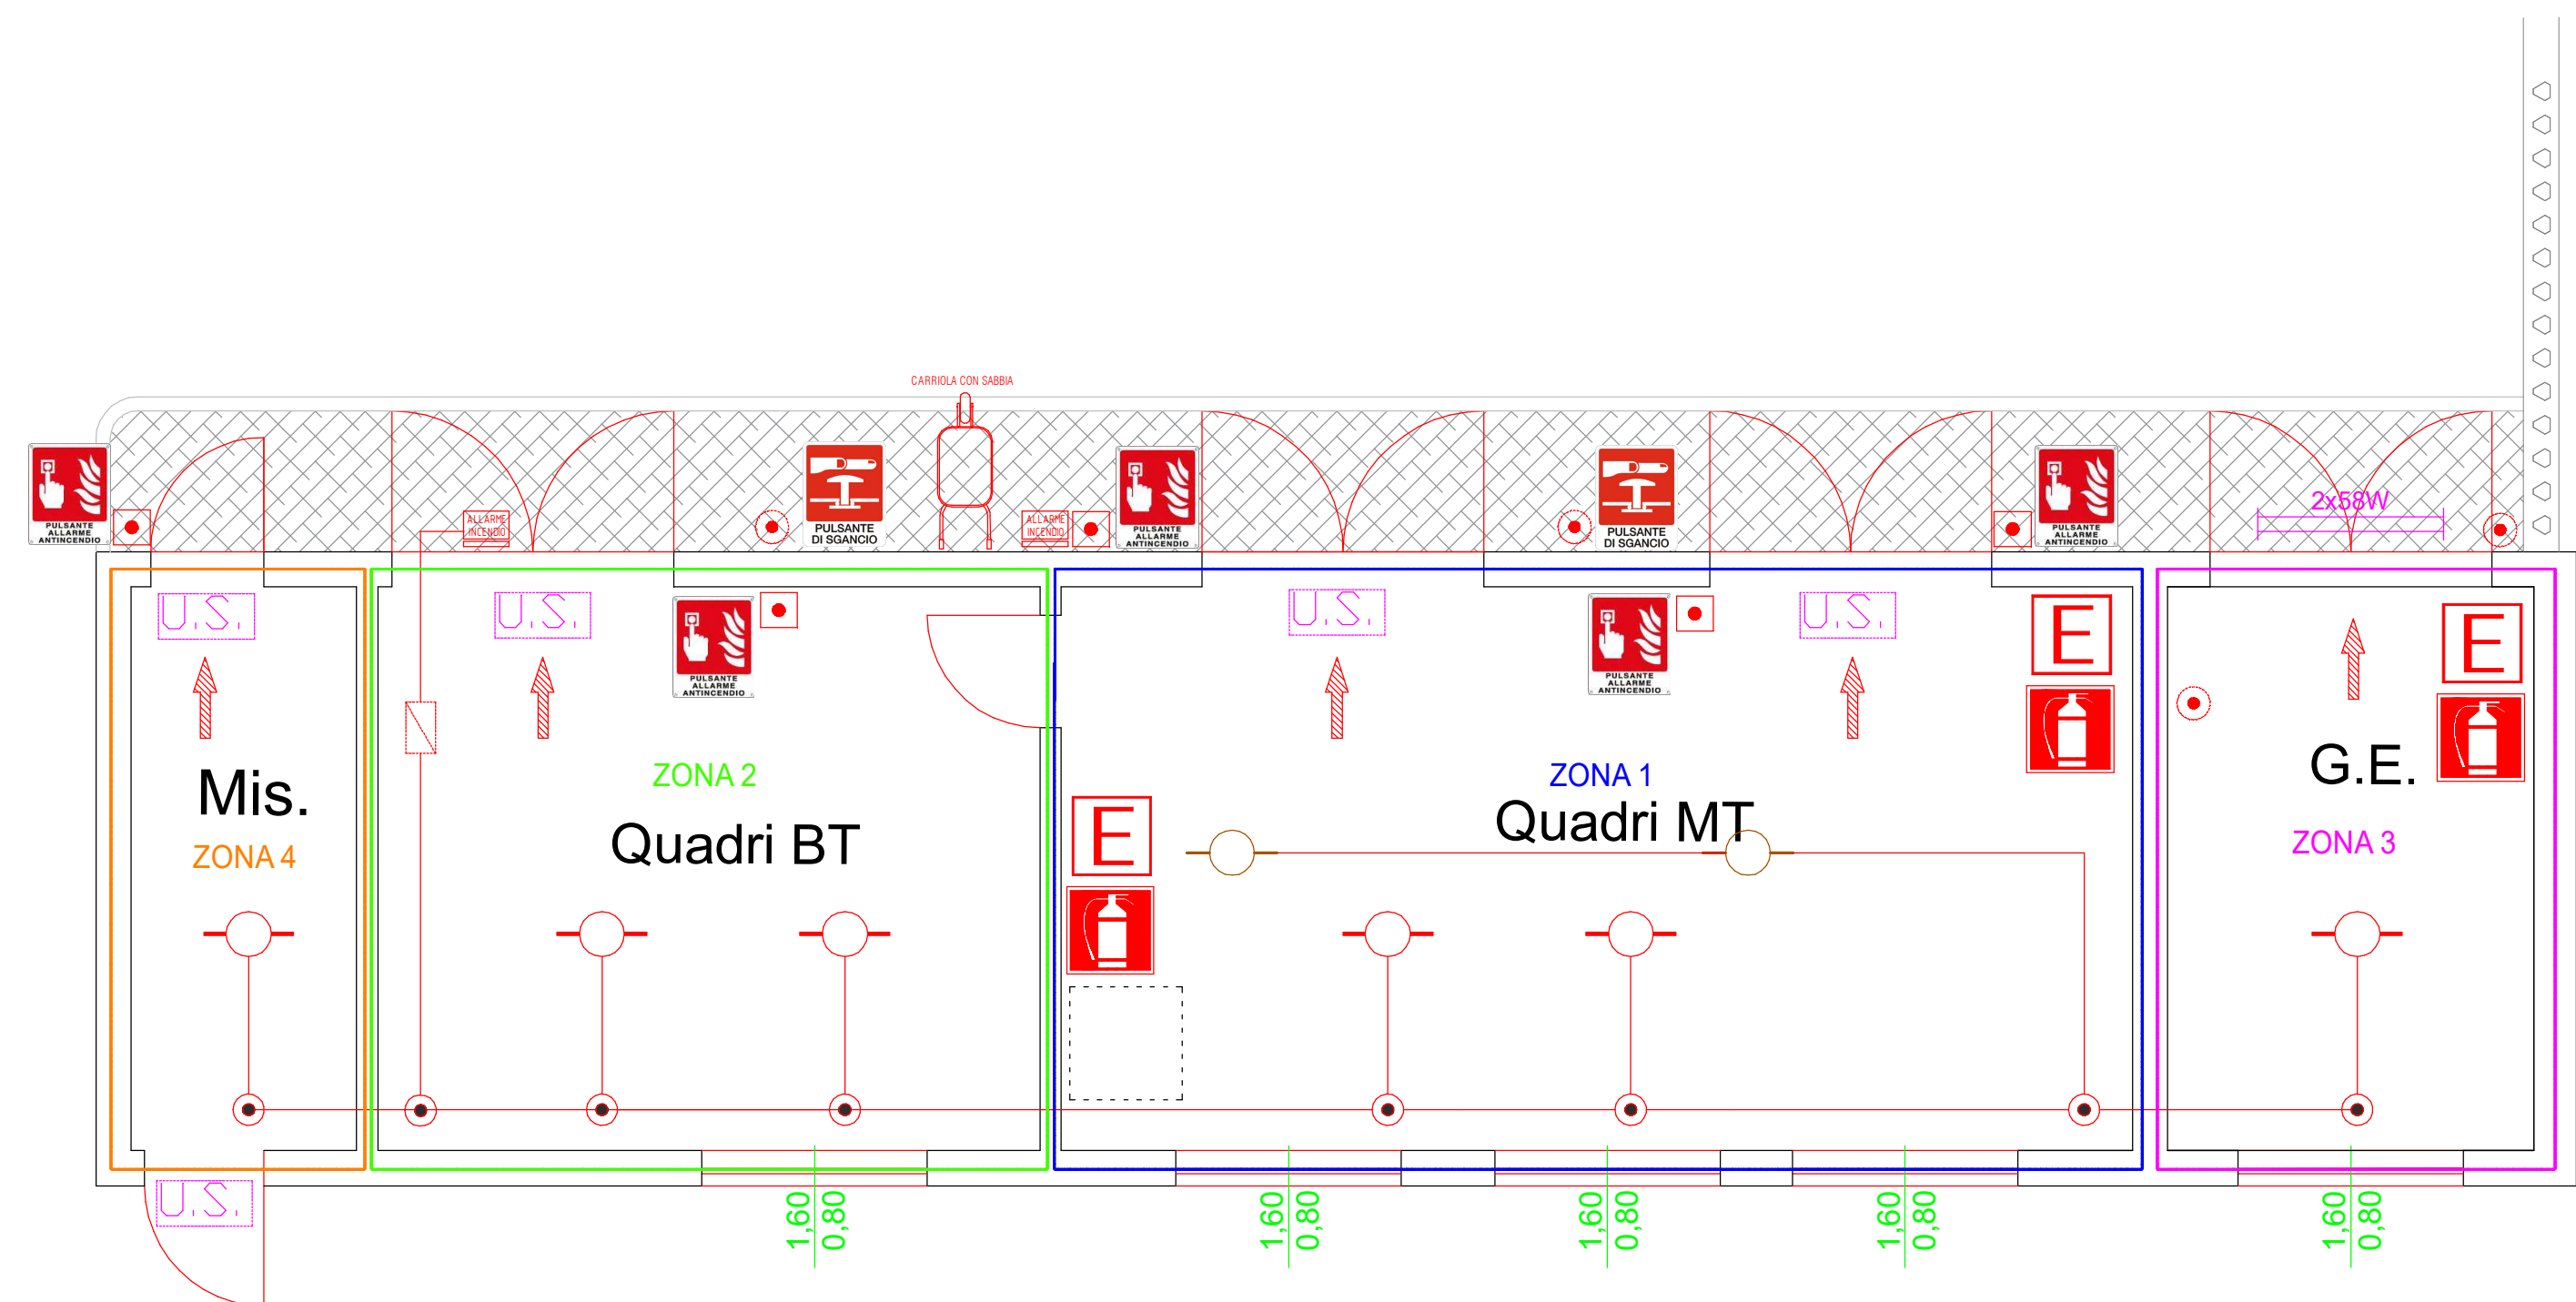 CARRIOLA CON SABBIA
PULSANTE
ALLARME
ANTINCENDIO
ALLARME
INCENDIO
PULSANTE
DI SGANCIO
ALLARME
INCENDIO
PULSANTE
ALLARME
ANTINCENDIO
PULSANTE
DI SGANCIO
PULSANTE
ALLARME
ANTINCENDIO
2x58W
U.S.
U.S.
PULSANTE
ALLARME
ANTINCENDIO
U.S.
PULSANTE
ALLARME
ANTINCENDIO
U.S.
E
E
Mis.
ZONA 4
ZONA 2
Quadri BT
E
ZONA 1
Quadri MT
G.E.
ZONA 3
U.S.
1,60
0,80
1,60
0,80
1,60
0,80
1,60
0,80
1,60
0,80